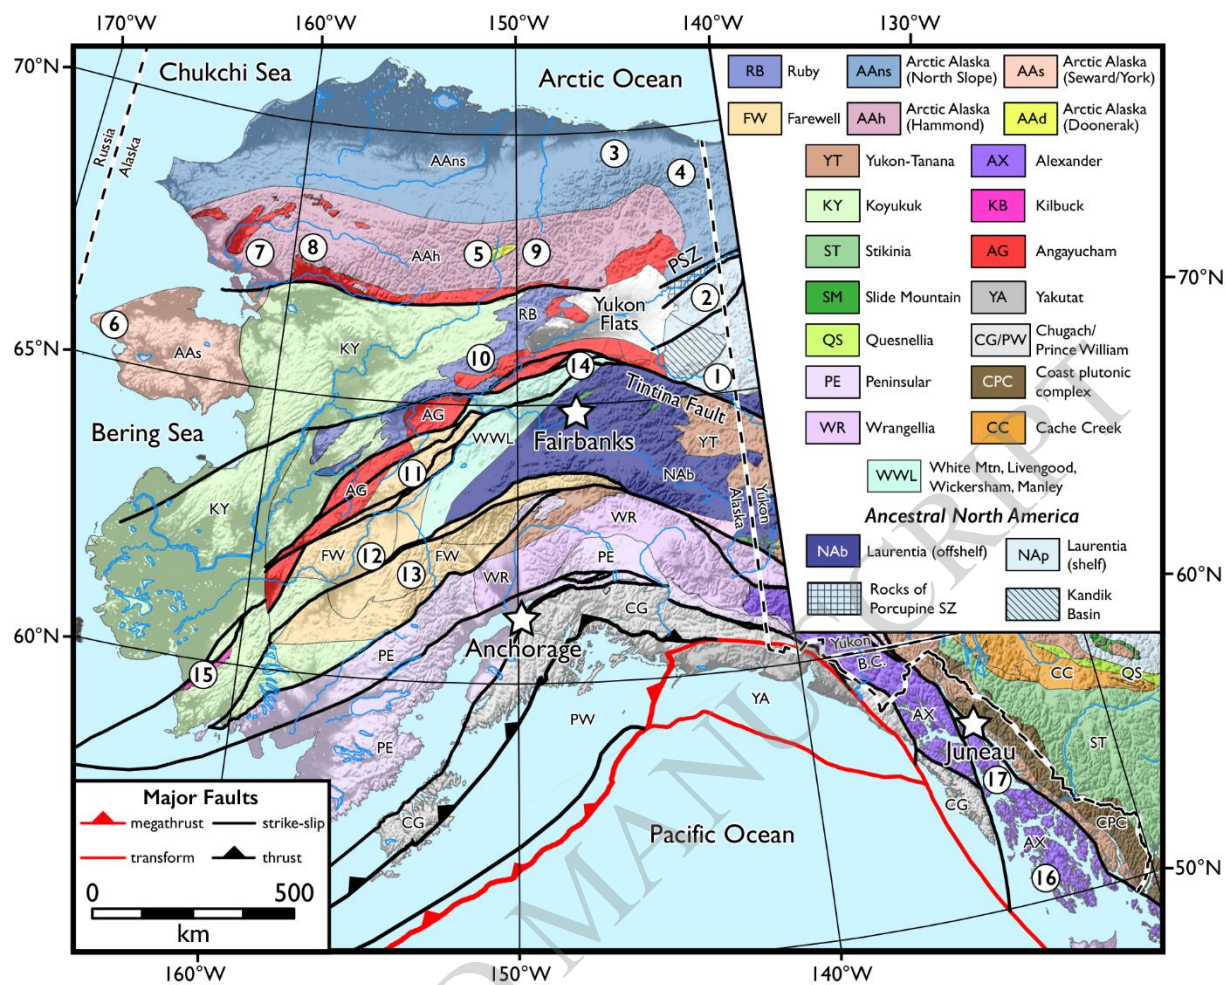 170°W
160°W
150°W
140°W
130°W
70°N
65°N
60°N
70°N
60°N
50°N
160°W
150°W
140°W
Chukchi Sea
Arctic Ocean
Russia
Alaska
AAns
3
4
7
8
AAh
5
9
PSZ
2
Yukon
Flats
RB
6
AAs
KY
10
14
1
Tintina Fault
Bering Sea
AG
WWL
Fairbanks
YT
11
NAb
AG
KY
Alaska
Yukon
FW
12
FW
13
WR
WR
PE
CG
Anchorage
PE
15
PE
PW
YA
CG
Yukon
B.C.
CC
QS
AX
Juneau
ST
17
CG
CPC
AX
16
Pacific Ocean
RB Ruby
AAns Arctic Alaska
(North Slope)
AAs Arctic Alaska
(Seward/York)
FW Farewell
AAh Arctic Alaska
(Hammond)
AAd Arctic Alaska
(Doonerak)
YT Yukon-Tanana
AX Alexander
KY Koyukuk
KB Kilbuck
ST Stikinia
AG Angayucham
SM Slide Mountain
YA Yakutat
QS Quesnellia
CG/PW Chugach/
Prince William
PE Peninsular
CPC Coast plutonic
complex
WR Wrangellia
CC Cache Creek
WWL White Mtn, Livengood,
Wickersham, Manley
Ancestral North America
NAb Laurentia (offshelf)
NAp Laurentia
(shelf)
Rocks of
Porcupine SZ
Kandik
Basin
Major Faults
megathrust
strike-slip
transform
thrust
0
500
km
D MANUSCRIPT